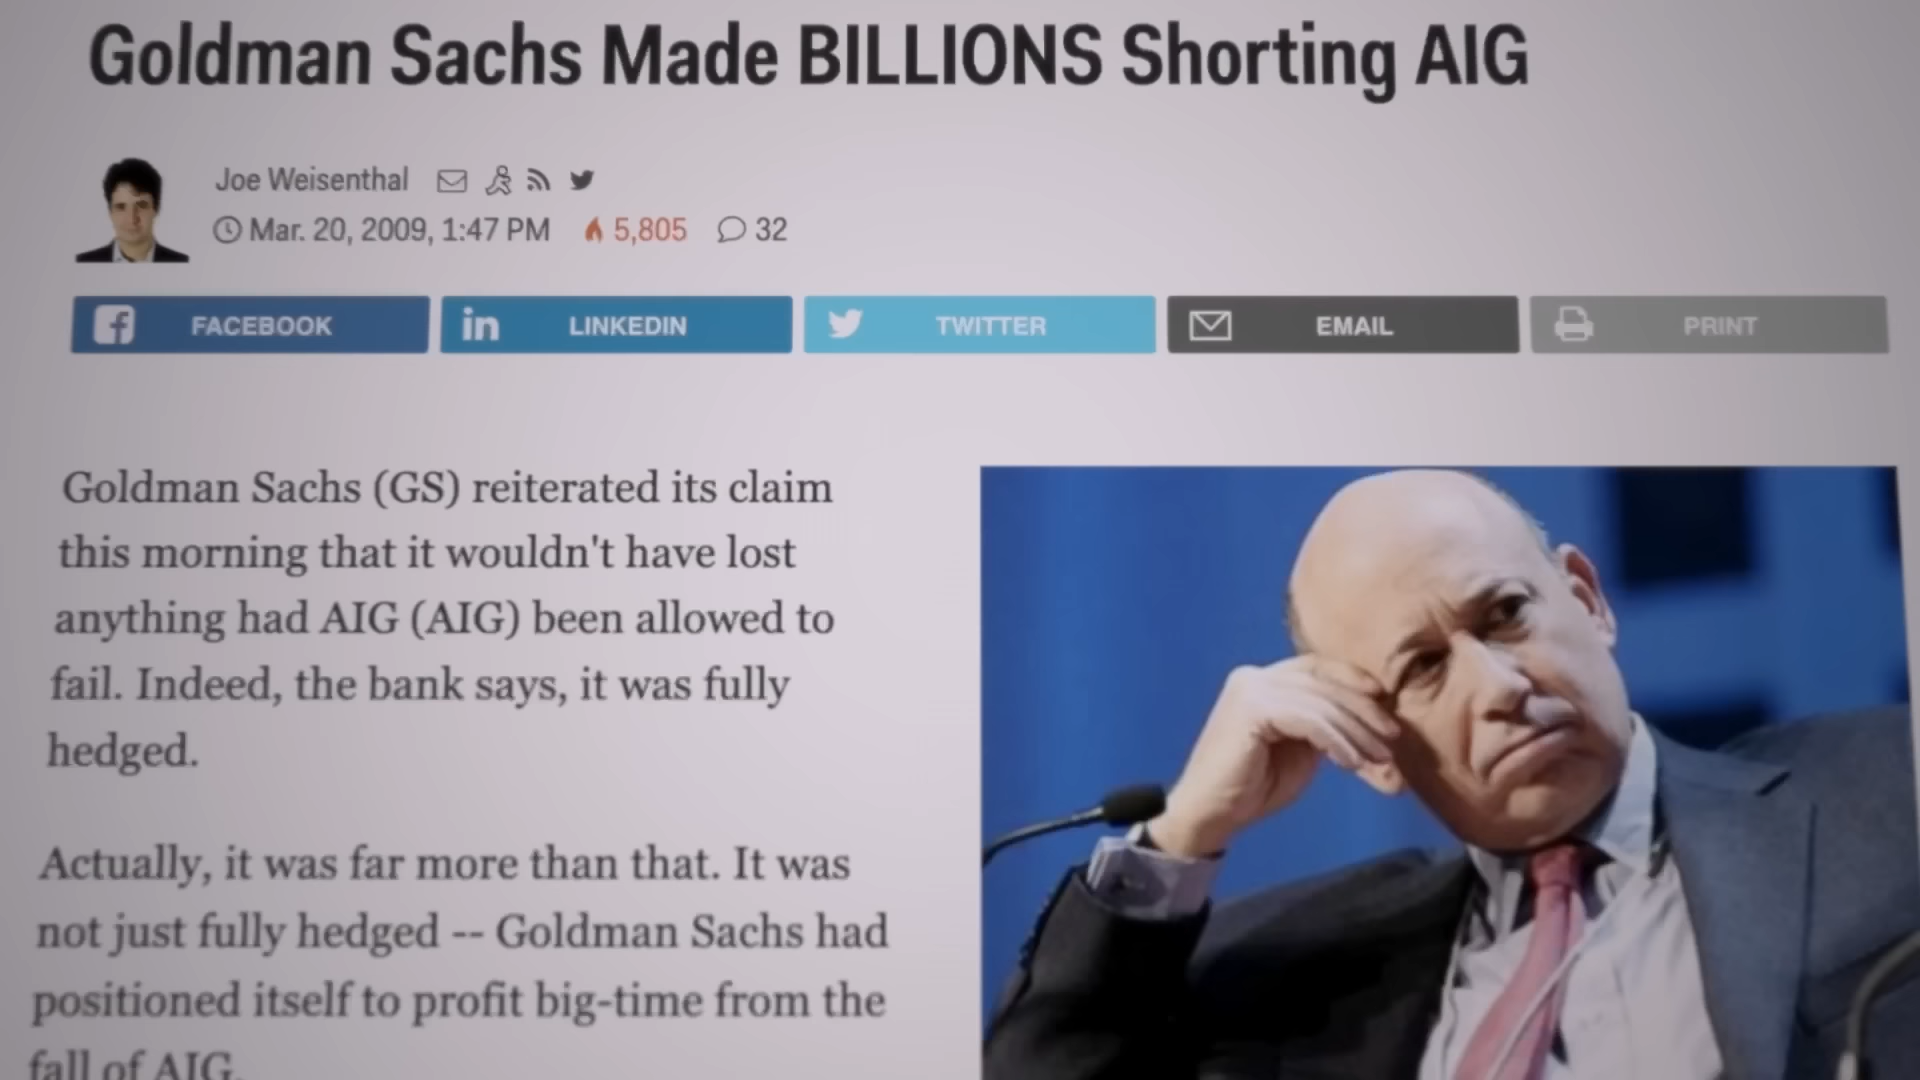 Goldman Sachs Made BILLIONS Shorting AIG
Joe Weisenthal
Mar. 20, 2009, 1:47 PM 5,805 32
FACEBOOK LINKEDIN TWITTER EMAIL PRINT
Goldman Sachs (GS) reiterated its claim
this morning that it wouldn't have lost
anything had AIG (AIG) been allowed to
fail. Indeed, the bank says, it was fully
hedged.
Actually, it was far more than that. It was
not just fully hedged -- Goldman Sachs had
positioned itself to profit big-time from the
fall of AIG.